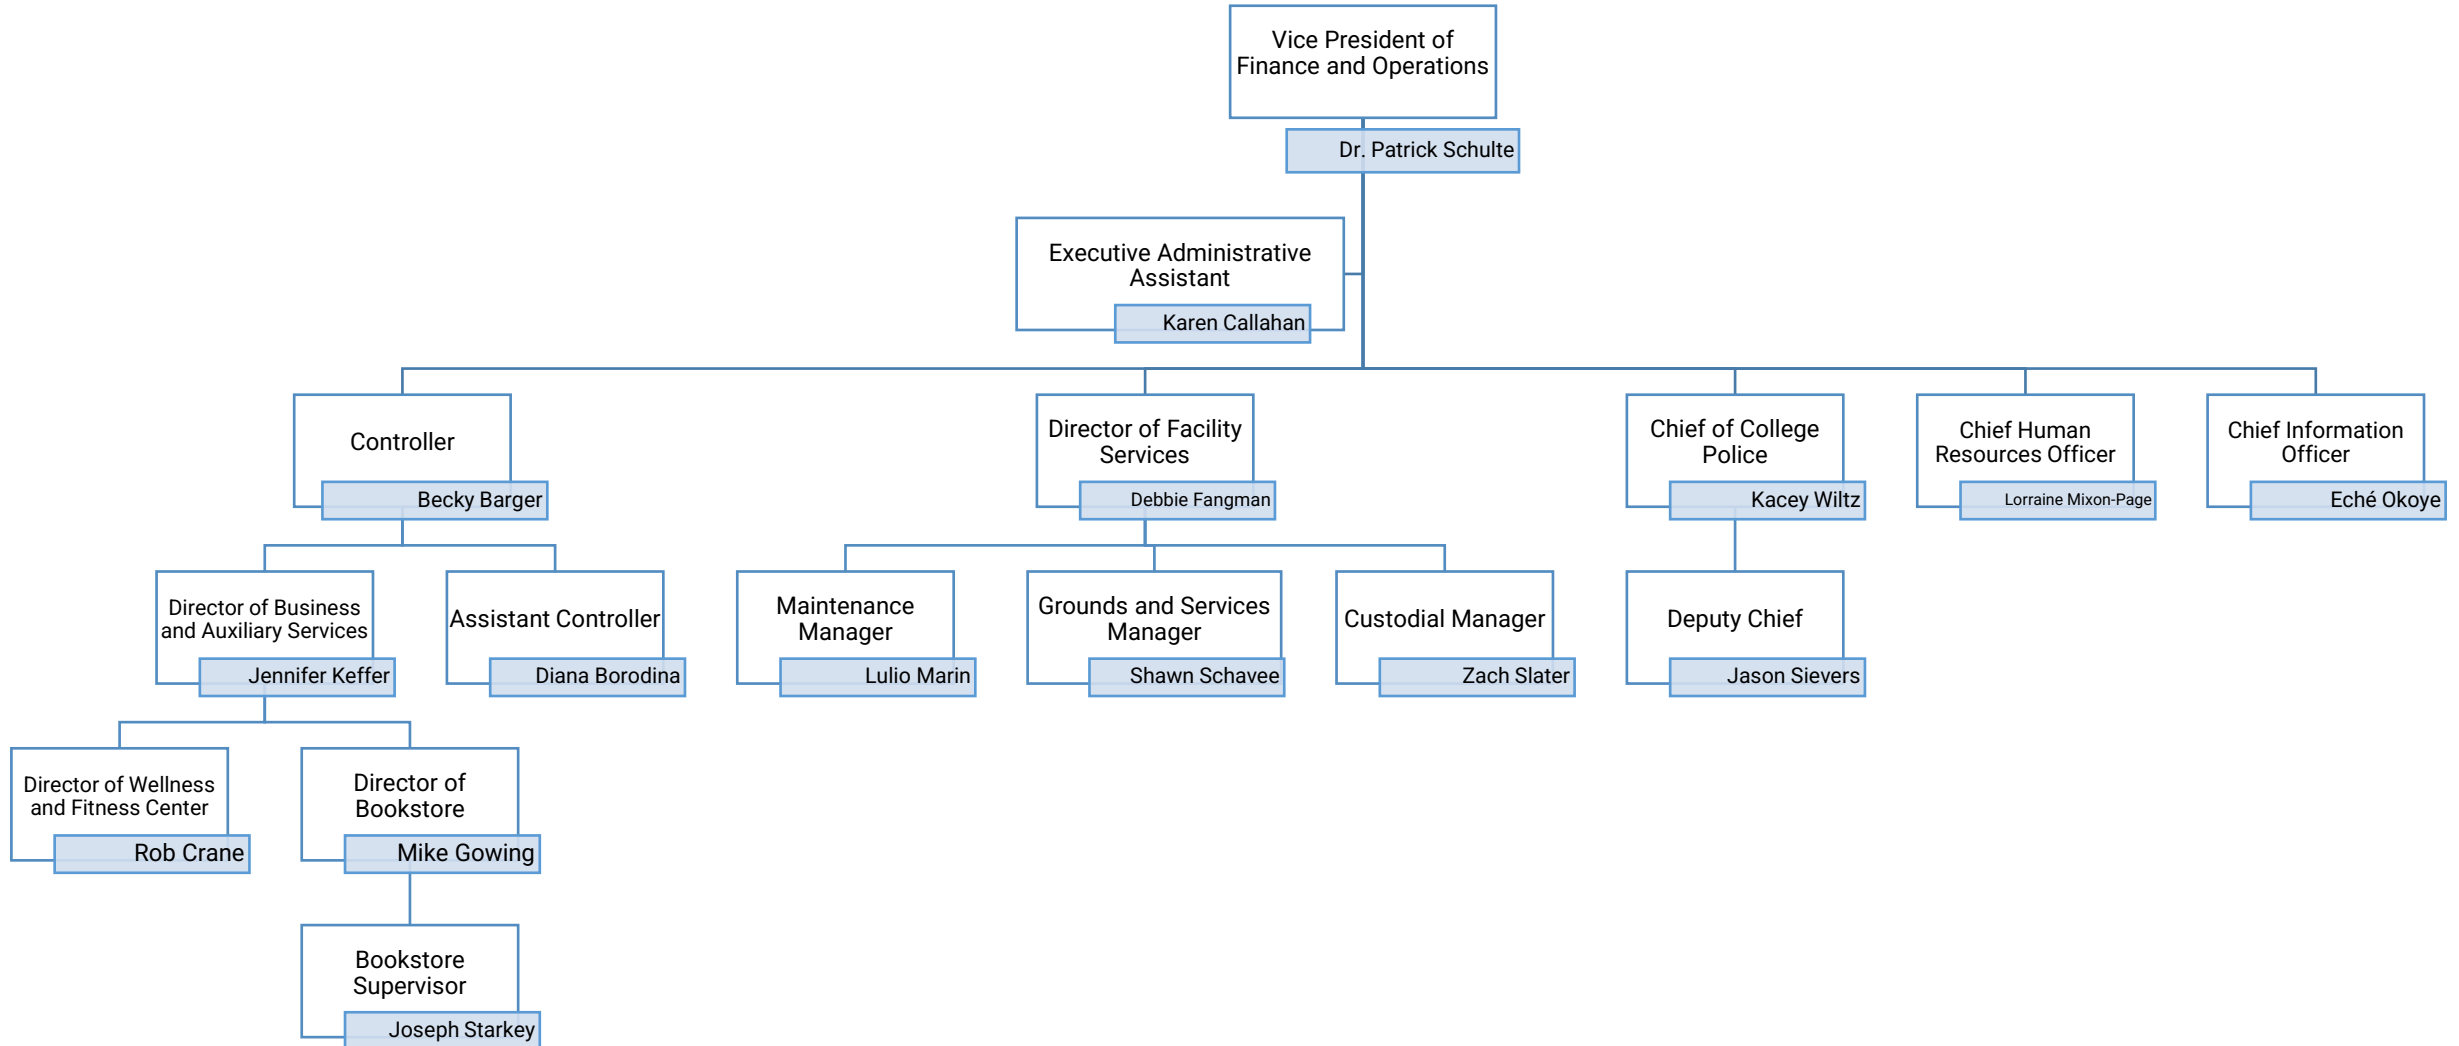 Vice President of
Finance and Operations
Dr. Patrick Schulte
Executive Administrative
Assistant
Karen Callahan
Controller
Becky Barger
Director of Facility
Services
Debbie Fangman
Chief of College
Police
Kacey Wiltz
Chief Human
Resources Officer
Lorraine Mixon-Page
Chief Information
Officer
Eché Okoye
Director of Business
and Auxiliary Services
Jennifer Keffer
Assistant Controller
Diana Borodina
Maintenance
Manager
Lulio Marin
Grounds and Services
Manager
Shawn Schavee
Custodial Manager
Zach Slater
Deputy Chief
Jason Sievers
Director of Wellness
and Fitness Center
Rob Crane
Director of
Bookstore
Mike Gowing
Bookstore
Supervisor
Joseph Starkey